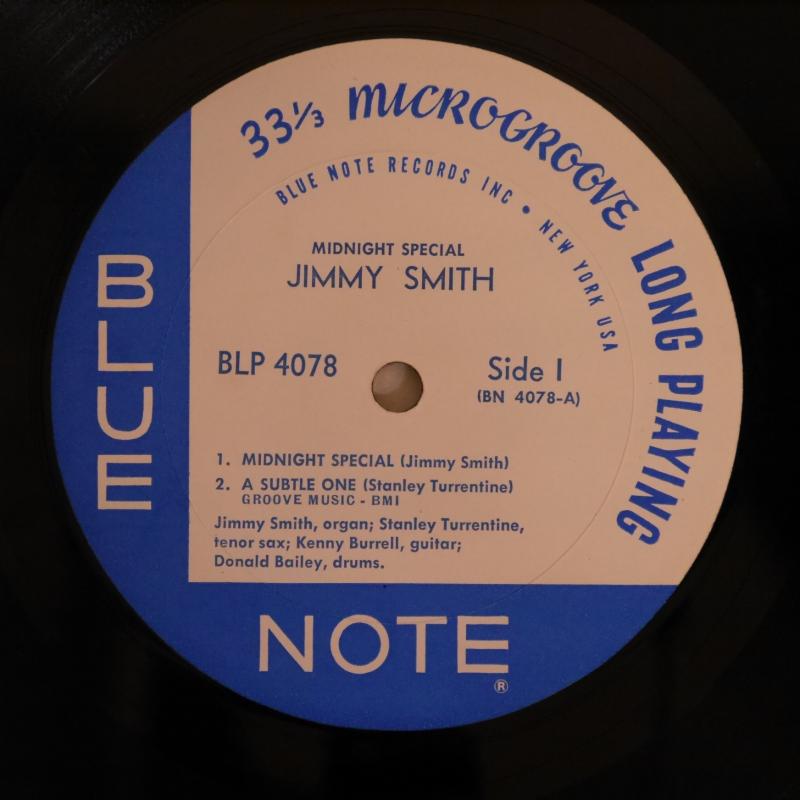 33⅓ MICROGROOVE LONG PLAYING
BLUE NOTE RECORDS INC • NEW YORK USA
MIDNIGHT SPECIAL
JIMMY SMITH
BLP 4078
Side 1
(BN 4078-A)
1. MIDNIGHT SPECIAL (Jimmy Smith)
2. A SUBTLE ONE (Stanley Turrentine)
GROOVE MUSIC - BMI
Jimmy Smith, organ; Stanley Turrentine,
tenor sax; Kenny Burrell, guitar;
Donald Bailey, drums.
BLUE
NOTE
®